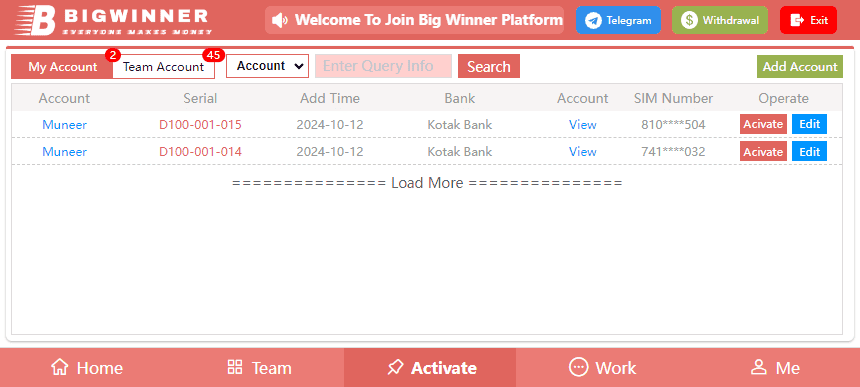 BIGWINNER
EVERYONE MAKES MONEY
Welcome To Join Big Winner Platform
Telegram
Withdrawal
Exit
My Account 2 Team Account 45 Account Enter Query Info Search Add Account
Account Serial Add Time Bank Account SIM Number Operate
Muneer D100-001-015 2024-10-12 Kotak Bank View 810****504 Acivate Edit
Muneer D100-001-014 2024-10-12 Kotak Bank View 741****032 Acivate Edit
=============== Load More ===============
Home Team Activate Work Me